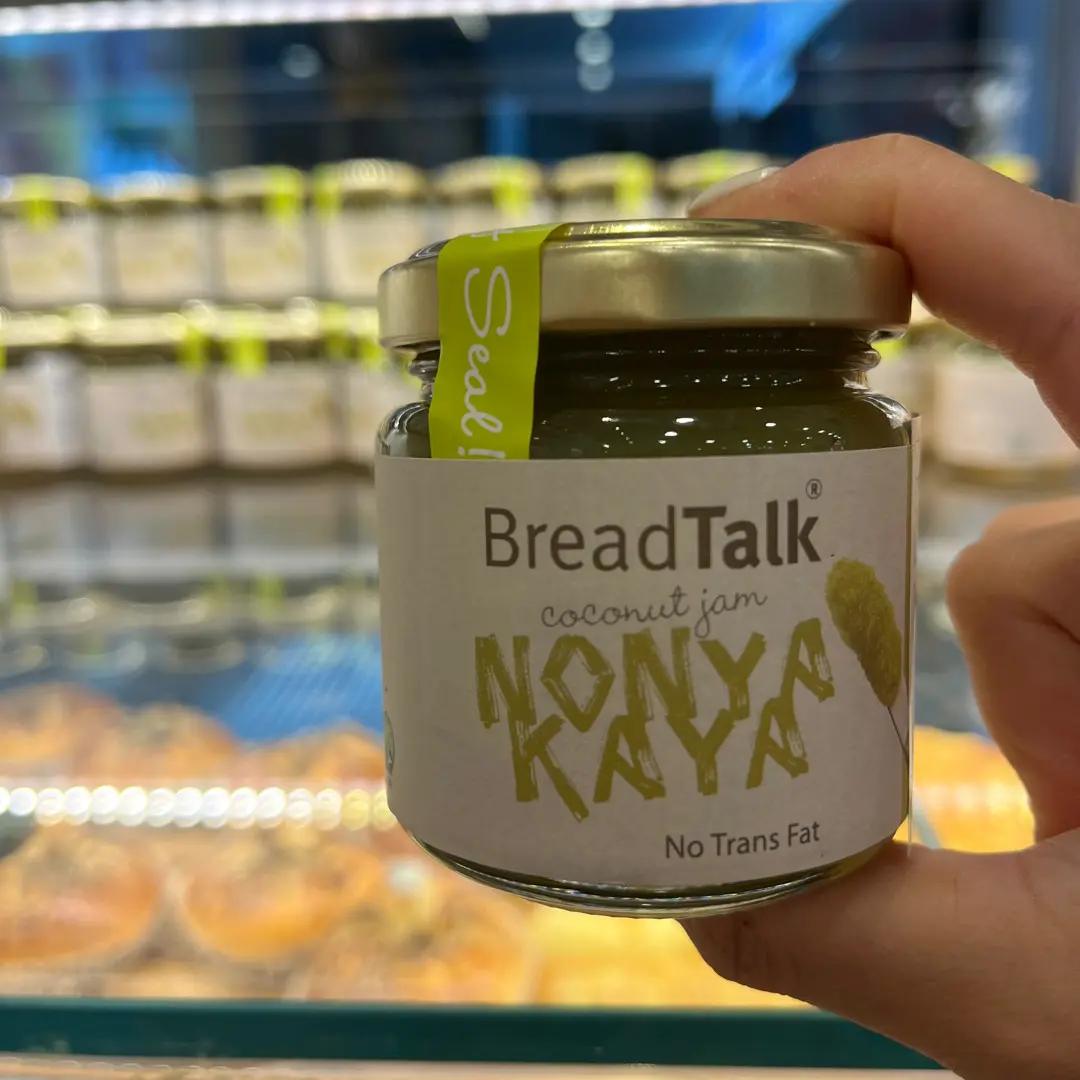 Seal!
BreadTalk®
coconut jam
NONYA
KAYA
No Trans Fat